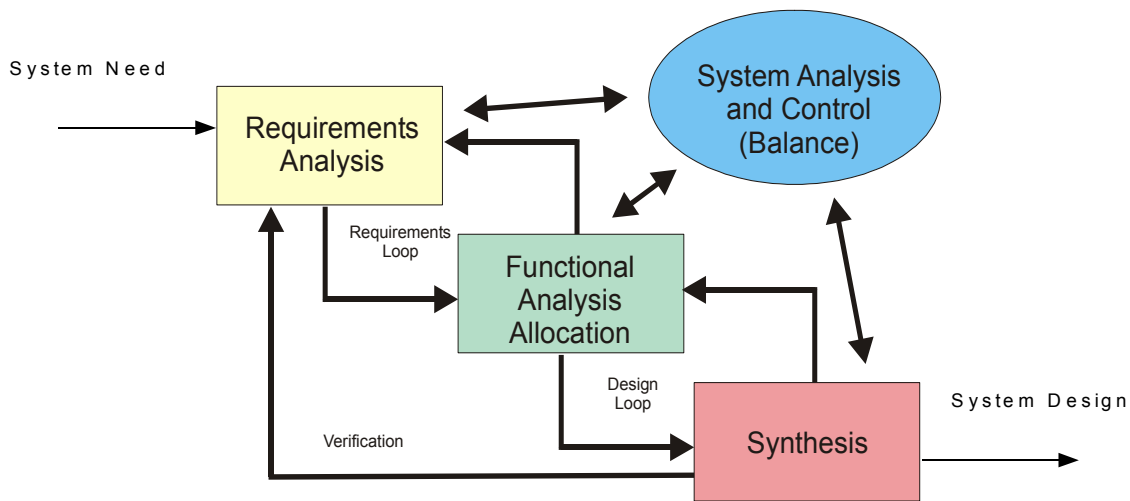 System Need
System Analysis
and Control
(Balance)
Requirements
Analysis
Requirements
Loop
Functional
Analysis
Allocation
Design
Loop
System Design
Verification
Synthesis